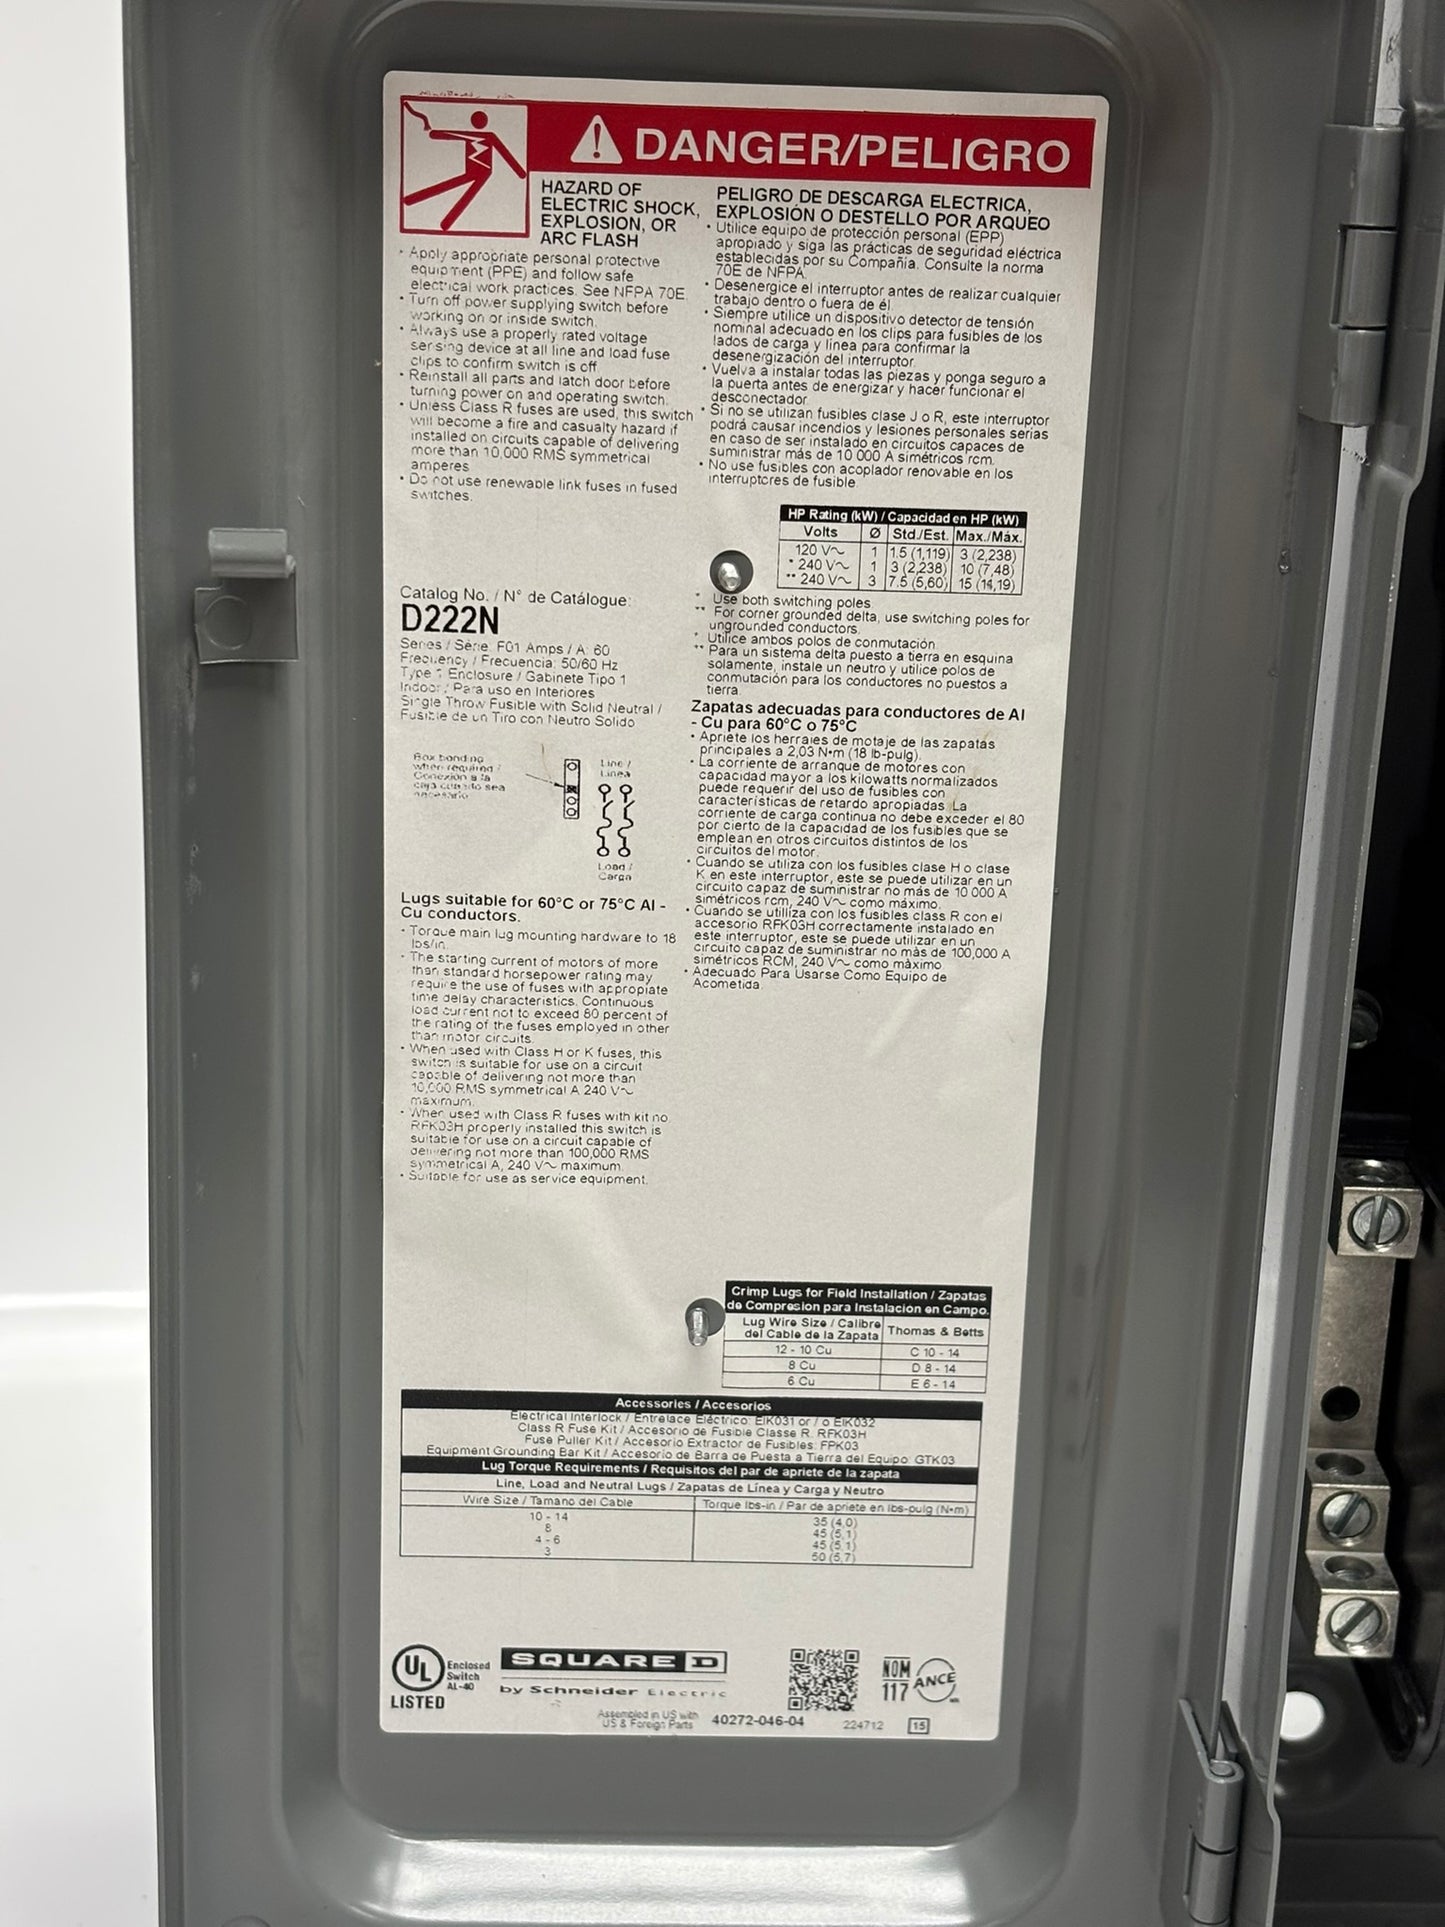 DANGER/PELIGRO
HAZARD OF
ELECTRIC SHOCK,
EXPLOSION, OR
ARC FLASH
• Apply appropriate personal protective
equipment (PPE) and follow safe
electrical work practices. See NFPA 70E
• Turn off power supplying switch before
working on or inside switch.
• Always use a properly rated voltage
sensing device at all line and load fuse
clips to confirm switch is off
• Reinstall all parts and latch door before
turning power on and operating switch.
• Unless Class R fuses are used, this switch
will become a fire and casualty hazard if
installed on circuits capable of delivering
more than 10,000 RMS symmetrical
amperes
• Do not use renewable link fuses in fused
switches.
PELIGRO DE DESCARGA ELECTRICA,
EXPLOSIÓN O DESTELLO POR ARQUEO
• Utilice equipo de protección personal (EPP)
apropiado y siga las prácticas de seguridad eléctrica
establecidas por su Compañia. Consulte la norma
70E de NFPA
• Desenergice el interruptor antes de realizar cualquier
trabajo dentro o fuera de él.
• Siempre utilice un dispositivo detector de tensión
nominal adecuado en los clips para fusibles de los
lados de carga y linea para confirmar la
desenergización del interruptor.
• Vuelva a instalar todas las piezas y ponga seguro a
la puerta antes de energizar y hacer funcionar el
desconectador
• Si no se utilizan fusibles clase J o R, este interruptor
podrá causar incendios y lesiones personales serias
en caso de ser instalado en circuitos capaces de
suministrar más de 10 000 A simétricos rcm.
• No use fusibles con acoplador renovable en los
interruptores de fusible
HP Rating (kW) / Capacidad en HP (kW)
Volts Ø Std./Est. Max./Máx.
120 V~ 1 1.5 (1,119) 3 (2,238)
* 240 V~ 1 3 (2,238) 10 (7,48)
** 240 V~ 3 7.5 (5,60) 15 (14,19)
* Use both switching poles
** For corner grounded delta, use switching poles for
ungrounded conductors.
* Utilice ambos polos de conmutación
** Para un sistema delta puesto a tierra en esquina
solamente, instale un neutro y utilice polos de
conmutación para los conductores no puestos a
tierra
Catalog No. / N° de Catálogue:
D222N
Series / Série: F01 Amps / A: 60
Frequency / Frecuencia: 50/60 Hz
Type 1 Enclosure / Gabinete Tipo 1
Indoor / Para uso en Interiores
Single Throw Fusible with Solid Neutral /
Fusible de un Tiro con Neutro Solido
Box bonding
when required /
Conexión a la
caja cuando sea
necesario
Line /
Linea
Load /
Carga
Lugs suitable for 60°C or 75°C Al -
Cu conductors.
• Torque main lug mounting hardware to 18
lbs/in.
• The starting current of motors of more
than standard horsepower rating may
require the use of fuses with appropiate
time delay characteristics. Continuous
load current not to exceed 80 percent of
the rating of the fuses employed in other
than motor circuits.
• When used with Class H or K fuses, this
switch is suitable for use on a circuit
capable of delivering not more than
10,000 RMS symmetrical A 240 V~
maximum.
• When used with Class R fuses with kit no
RFK03H properly installed this switch is
suitable for use on a circuit capable of
delivering not more than 100,000 RMS
symmetrical A, 240 V~ maximum.
• Suitable for use as service equipment.
Zapatas adecuadas para conductores de Al
- Cu para 60°C o 75°C
• Apriete los herrajes de motaje de las zapatas
principales a 2,03 N•m (18 lb-pulg).
• La corriente de arranque de motores con
capacidad mayor a los kilowatts normalizados
puede requerir del uso de fusibles con
características de retardo apropiadas. La
corriente de carga continua no debe exceder el 80
por cierto de la capacidad de los fusibles que se
emplean en otros circuitos distintos de los
circuitos del motor.
• Cuando se utiliza con los fusibles clase H o clase
K en este interruptor, este se puede utilizar en un
circuito capaz de suministrar no más de 10 000 A
simétricos rcm, 240 V~ como máximo.
• Cuando se utilliza con los fusibles class R con el
accesorio RFK03H correctamente instalado en
este interruptor, este se puede utilizar en un
circuito capaz de suministrar no màs de 100,000 A
simétricos RCM, 240 V~ como màximo
• Adecuado Para Usarse Como Equipo de
Acometida
Crimp Lugs for Field Installation / Zapatas
de Compresion para Instalacion en Campo.
Lug Wire Size / Calibre
del Cable de la Zapata Thomas & Betts
12 - 10 Cu C 10 - 14
8 Cu D 8 - 14
6 Cu E 6 - 14
Accessories / Accesorios
Electrical Interlock / Entrelace Eléctrico: EIK031 or / o EIK032
Class R Fuse Kit / Accesorio de Fusible Classe R: RFK03H
Fuse Puller Kit / Accesorio Extractor de Fusibles: FPK03
Equipment Grounding Bar Kit / Accesorio de Barra de Puesta a Tierra del Equipo: GTK03
Lug Torque Requirements / Requisitos del par de apriete de la zapata
Line, Load and Neutral Lugs / Zapatas de Línea y Carga y Neutro
Wire Size / Tamano del Cable Torque lbs-in / Par de apriete en lbs-pulg (N•m)
10 - 14 35 (4,0)
8 45 (5,1)
4 - 6 45 (5,1)
3 50 (5,7)
UL
LISTED
Enclosed
Switch
AL-40
SQUARE D
by Schneider Electric
Assembled in US with
US & Foreign Parts
40272-046-04
NOM
117
ANCE
224712
15